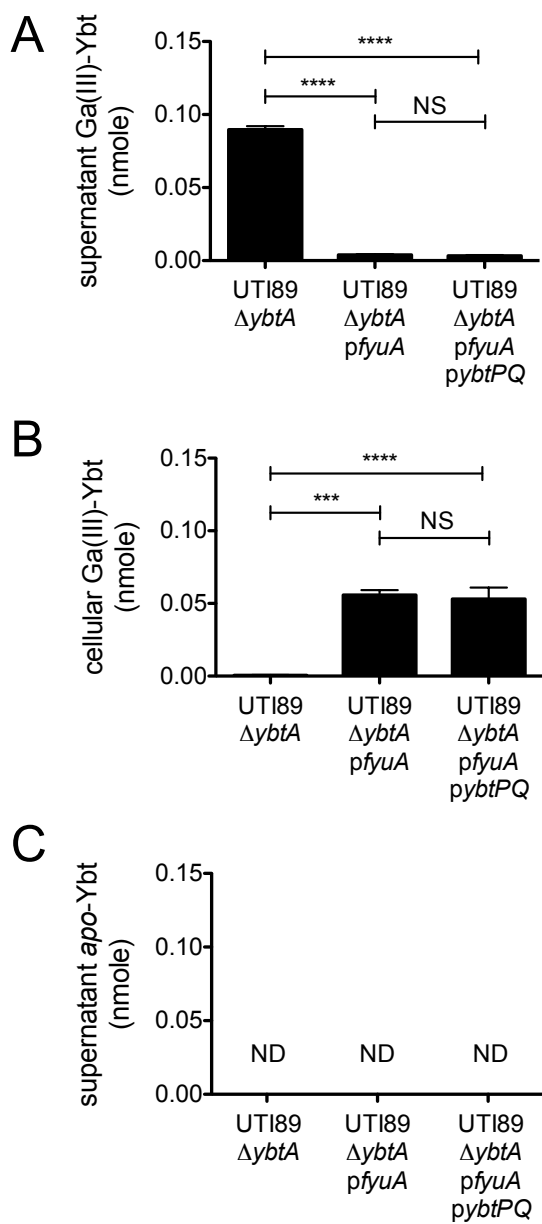 A
supernatant Ga(III)-Ybt
(nmole)
0.15
0.10
0.05
0.00
****
****
NS
UTI89
ΔybtA
UTI89
ΔybtA
pfyuA
UTI89
ΔybtA
pfyuA
pybtPQ
B
cellular Ga(III)-Ybt
(nmole)
0.15
0.10
0.05
0.00
****
***
NS
UTI89
ΔybtA
UTI89
ΔybtA
pfyuA
UTI89
ΔybtA
pfyuA
pybtPQ
C
supernatant apo-Ybt
(nmole)
0.15
0.10
0.05
0.00
ND
ND
ND
UTI89
ΔybtA
UTI89
ΔybtA
pfyuA
UTI89
ΔybtA
pfyuA
pybtPQ